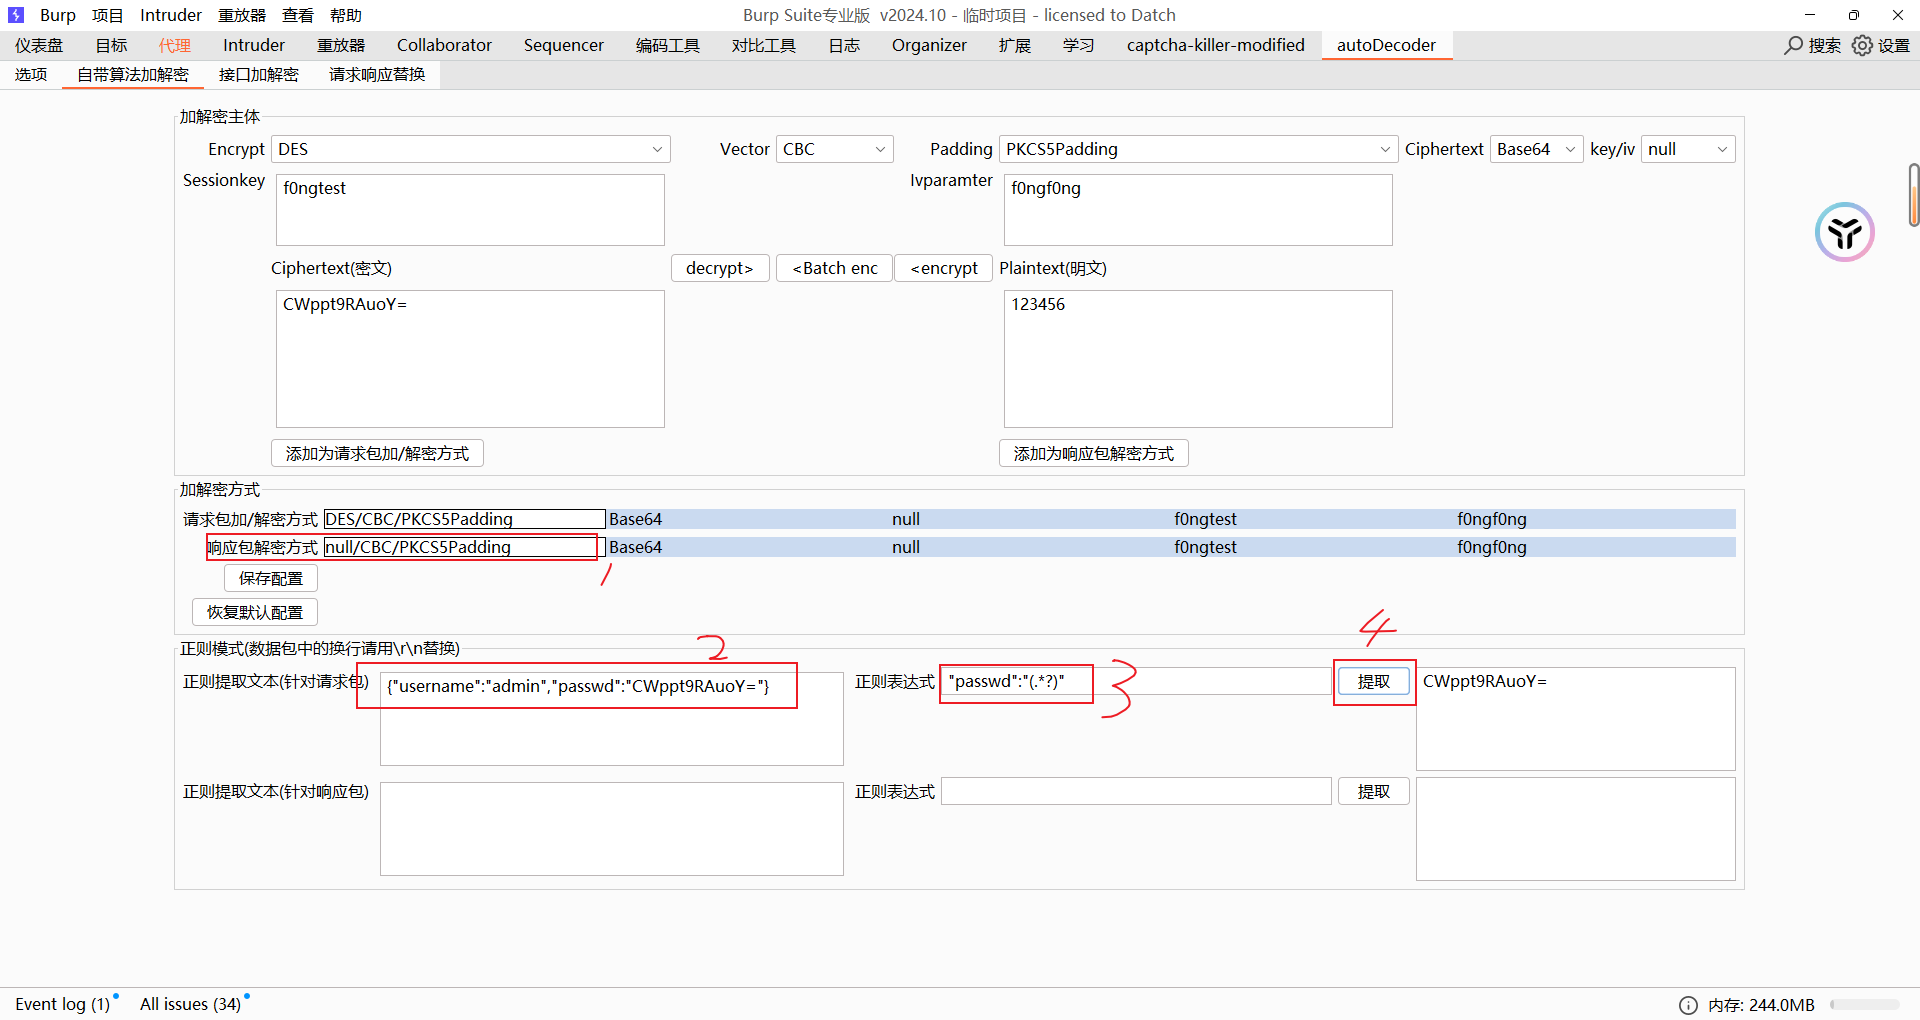 Burp 项目 Intruder 重放器 查看 帮助 Burp Suite专业版 v2024.10 - 临时项目 - licensed to Datch
仪表盘 目标 代理 Intruder 重放器 Collaborator Sequencer 编码工具 对比工具 日志 Organizer 扩展 学习 captcha-killer-modified autoDecoder 搜索 设置
选项 自带算法加解密 接口加解密 请求响应替换
加解密主体
Encrypt DES Vector CBC Padding PKCS5Padding Ciphertext Base64 key/iv null
Sessionkey f0ngtest Ivparamter f0ngf0ng
Ciphertext(密文) decrypt> <Batch enc <encrypt Plaintext(明文)
CWppt9RAuoY= 123456
添加为请求包加/解密方式 添加为响应包解密方式
加解密方式
请求包加/解密方式 DES/CBC/PKCS5Padding Base64 null f0ngtest f0ngf0ng
响应包解密方式 null/CBC/PKCS5Padding Base64 null f0ngtest f0ngf0ng
保存配置 1
恢复默认配置
正则模式(数据包中的换行请用\r\n替换) 2 4
正则提取文本(针对请求包) {"username":"admin","passwd":"CWppt9RAuoY="} 正则表达式 "passwd":"(.*?)" 3 提取 CWppt9RAuoY=
正则提取文本(针对响应包) 正则表达式 提取
Event log (1) All issues (34) 内存: 244.0MB